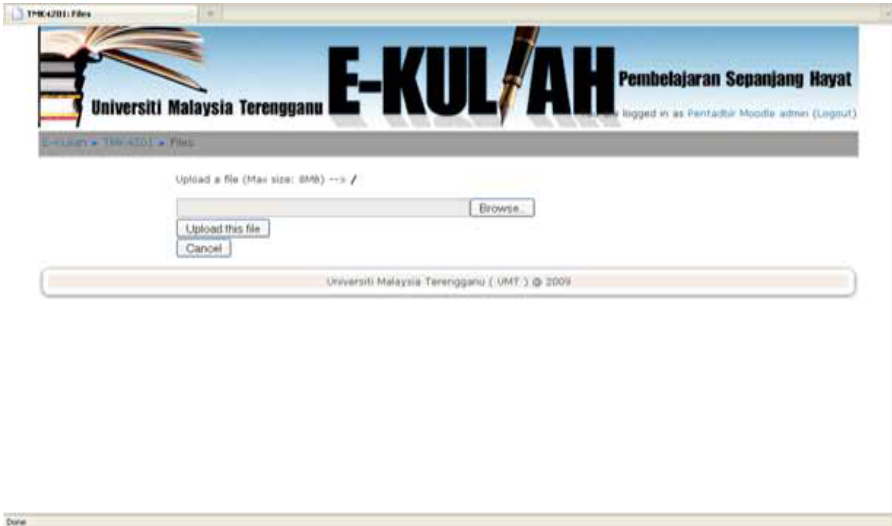 TMK4201: Files
E-KULIAH
Universiti Malaysia Terengganu
Pembelajaran Sepanjang Hayat
logged in as Pentadbir Moodle admin (Logout)
E-Kuliah ► TMK4201 ► Files
Upload a file (Max size: 8MB) --> /
Browse..
Upload this file
Cancel
Universiti Malaysia Terengganu ( UMT ) @ 2009
Done